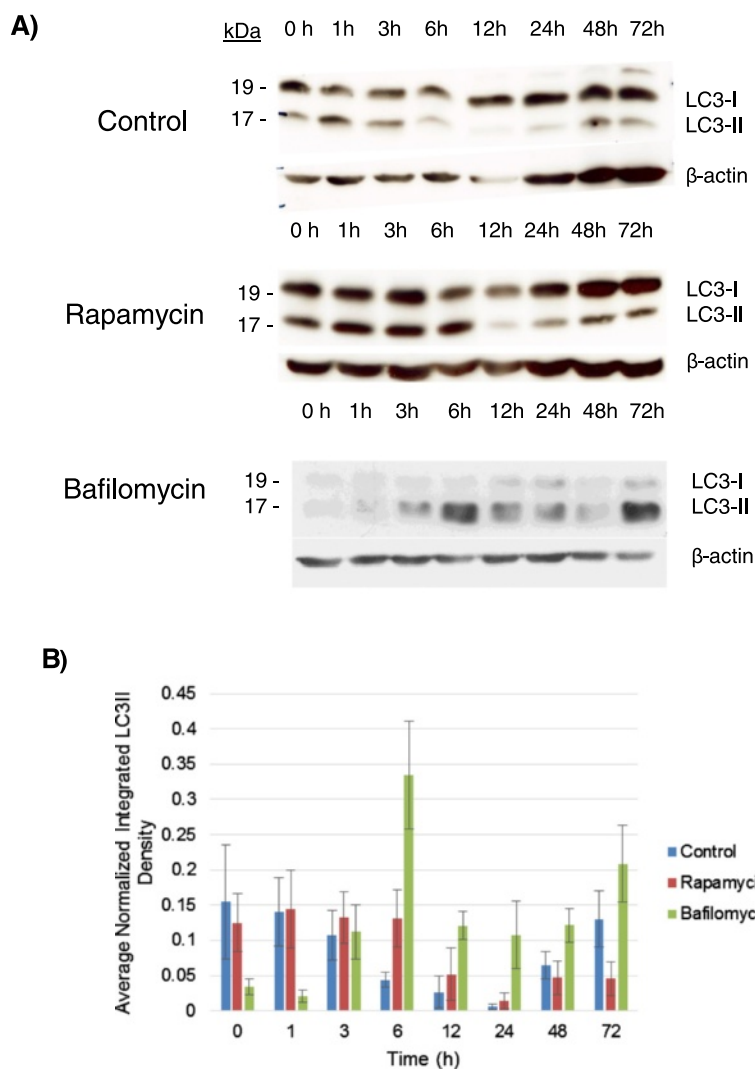 A)
kDa 0 h 1h 3h 6h 12h 24h 48h 72h
19 - LC3-I
Control 17 - LC3-II
β-actin
0 h 1h 3h 6h 12h 24h 48h 72h
19 - LC3-I
Rapamycin 17 - LC3-II
β-actin
0 h 1h 3h 6h 12h 24h 48h 72h
Bafilomycin 19 - LC3-I
17 - LC3-II
β-actin
B)
Average Normalized Integrated LC3II
Density
0.45
0.4
0.35
0.3
0.25
0.2
0.15
0.1
0.05
0
0 1 3 6 12 24 48 72
Time (h)
Control
Rapamyci
Bafilomyc